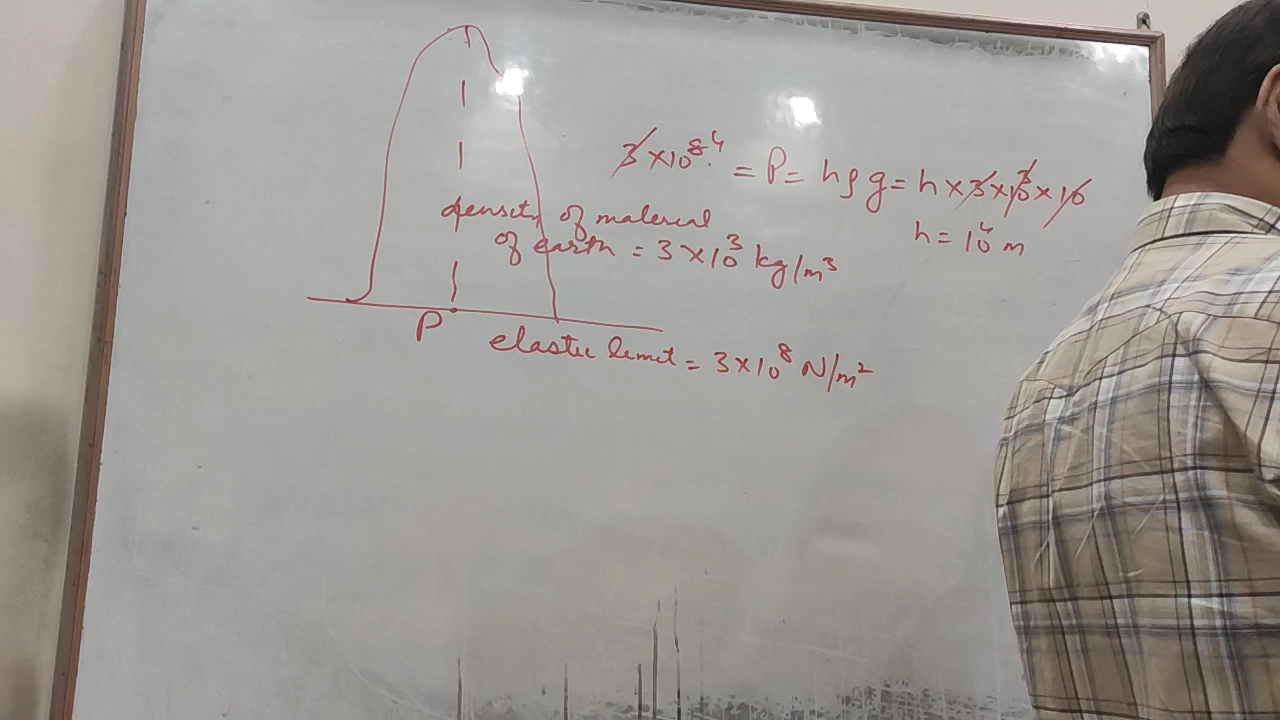 3×10⁸ ⁴ = P = hρg = h×3×10³×10
h = 10⁴ m
density of material
of earth = 3×10³ kg/m³
P
elastic limit = 3×10⁸ N/m²